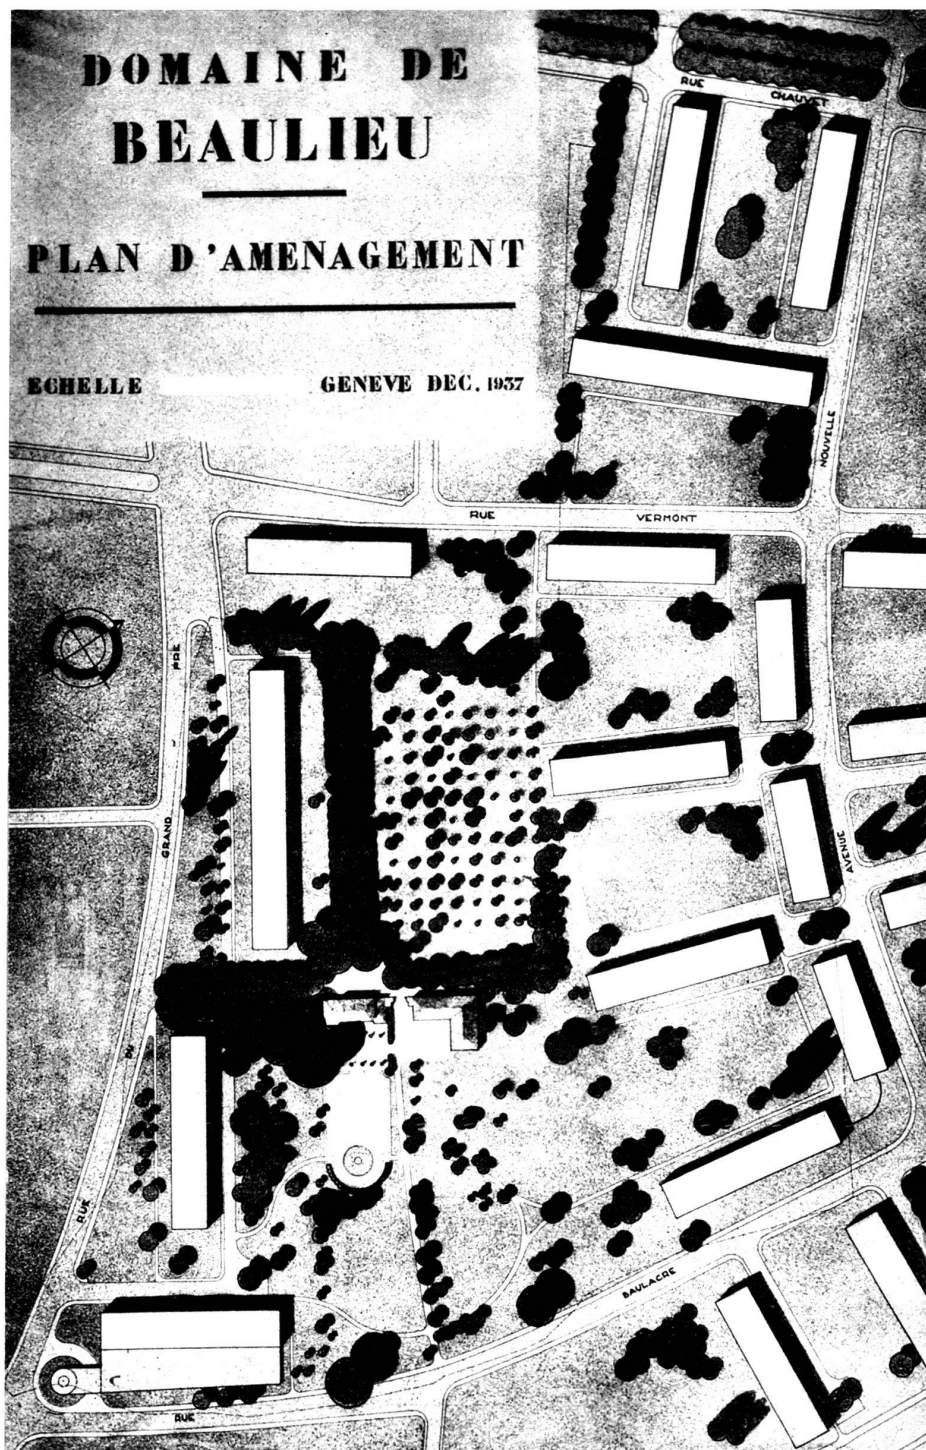 DOMAINE DE
BEAULIEU
PLAN D'AMENAGEMENT
ECHELLE GENEVE DEC. 1937
RUE CHAUVET
NOUVELLE
RUE VERMONT
PRE
GRAND
AVENUE
DU
RUE
BAULACRE
RUE